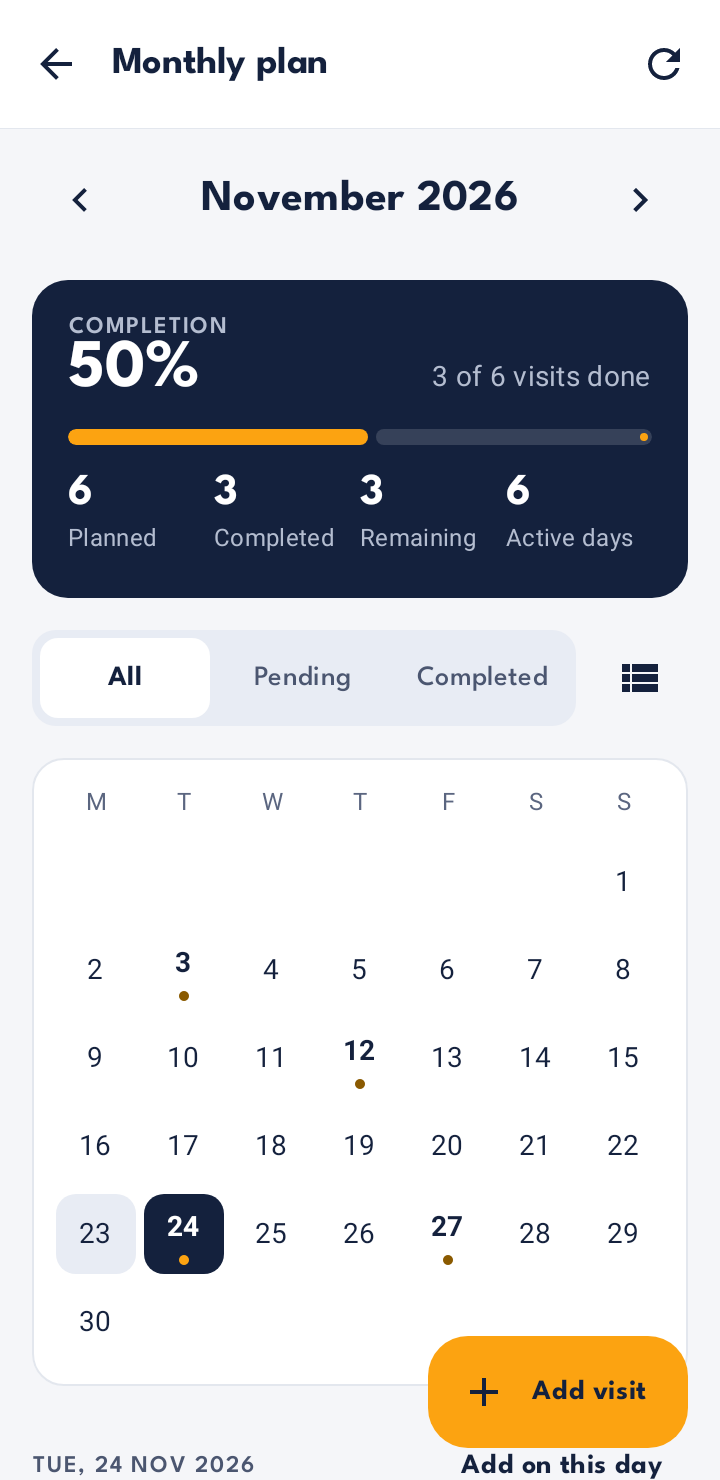 Monthly plan
November 2026
COMPLETION
50%
3 of 6 visits done
6 3 3 6
Planned Completed Remaining Active days
All Pending Completed
M T W T F S S
1
2 3 4 5 6 7 8
9 10 11 12 13 14 15
16 17 18 19 20 21 22
23 24 25 26 27 28 29
30
Add visit
TUE, 24 NOV 2026 Add on this day